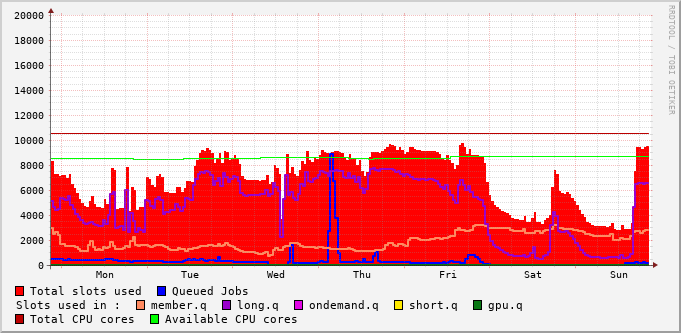 20000
18000
16000
14000
12000
10000
8000
6000
4000
2000
0
Mon Tue Wed Thu Fri Sat Sun
RRDTOOL / TOBI OETIKER
Total slots used Queued Jobs
Slots used in : member.q long.q ondemand.q short.q gpu.q
Total CPU cores Available CPU cores